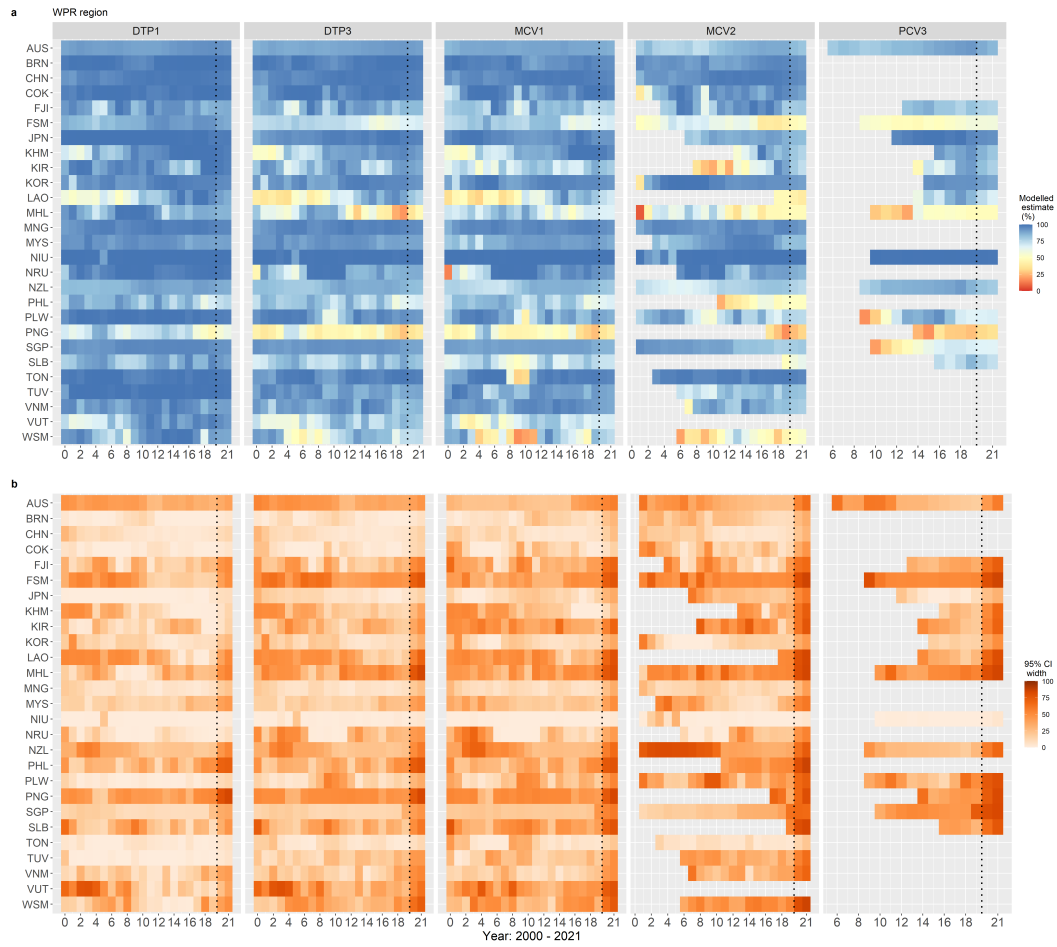 a
WPR region
DTP1 DTP3 MCV1 MCV2 PCV3
AUS
BRN
CHN
COK
FJI
FSM
JPN
KHM
KIR
KOR
LAO
MHL
MNG
MYS
NIU
NRU
NZL
PHL
PLW
PNG
SGP
SLB
TON
TUV
VNM
VUT
WSM
Modelled
estimate
(%)
100
75
50
25
0
0 2 4 6 8 10 12 14 16 18 21 0 2 4 6 8 10 12 14 16 18 21 0 2 4 6 8 10 12 14 16 18 21 0 2 4 6 8 10 12 14 16 18 21 0 2 4 6 8 10 12 14 16 18 21
b
AUS
BRN
CHN
COK
FJI
FSM
JPN
KHM
KIR
KOR
LAO
MHL
MNG
MYS
NIU
NRU
NZL
PHL
PLW
PNG
SGP
SLB
TON
TUV
VNM
VUT
WSM
95% CI
width
100
75
50
25
0
0 2 4 6 8 10 12 14 16 18 21 0 2 4 6 8 10 12 14 16 18 21 0 2 4 6 8 10 12 14 16 18 21 0 2 4 6 8 10 12 14 16 18 21 0 2 4 6 8 10 12 14 16 18 21
Year: 2000 - 2021